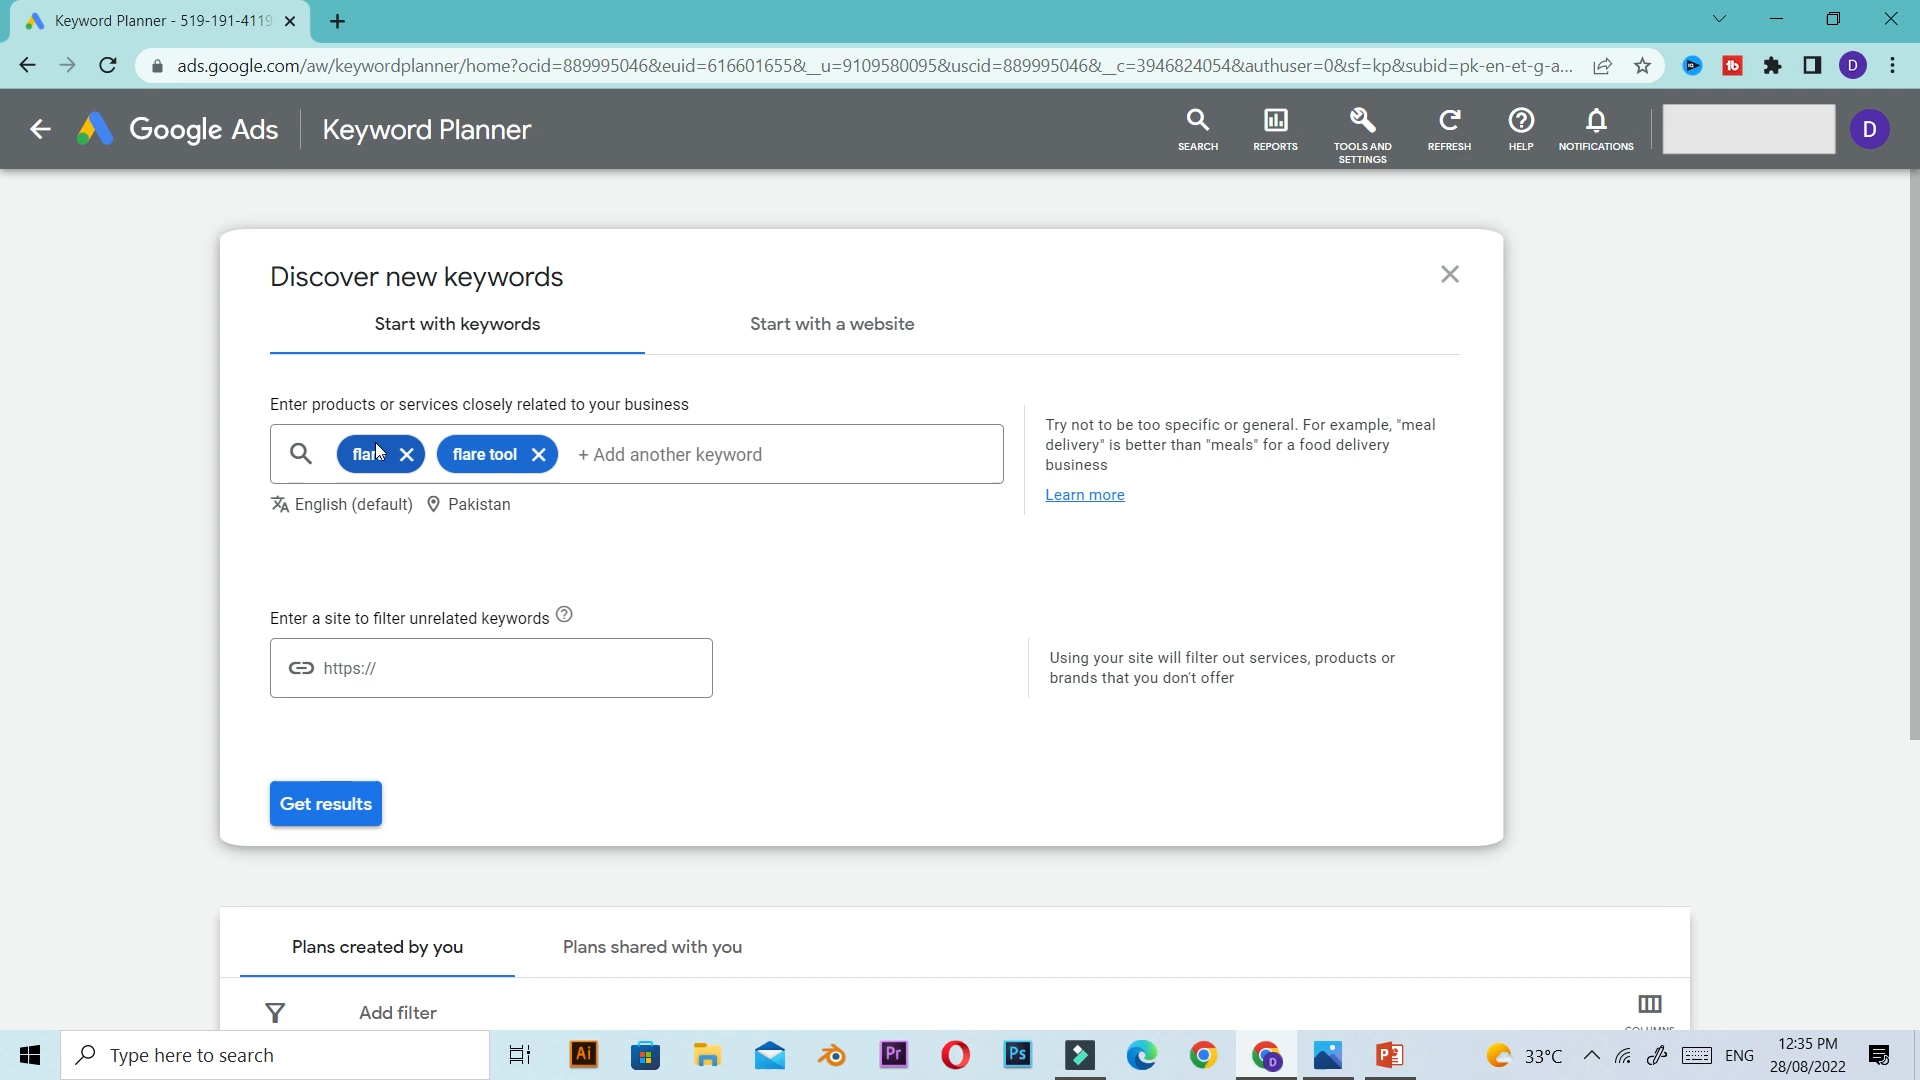 Keyword Planner - 519-191-4119
ads.google.com/aw/keywordplanner/home?ocid=889995046&euid=616601655&__u=9109580095&uscid=889995046&__c=3946824054&authuser=0&sf=kp&subid=pk-en-et-g-a...
D
Google Ads
Keyword Planner
SEARCH
REPORTS
TOOLS AND
SETTINGS
REFRESH
HELP
NOTIFICATIONS
D
Discover new keywords
Start with keywords
Start with a website
Enter products or services closely related to your business
flare tool
+ Add another keyword
English (default)
Pakistan
Try not to be too specific or general. For example, "meal
delivery" is better than "meals" for a food delivery
business
Learn more
Enter a site to filter unrelated keywords
https://
Using your site will filter out services, products or
brands that you don't offer
Get results
Plans created by you
Plans shared with you
Add filter
COLUMNS
Type here to search
Ai
Pr
Ps
D
33°C
ENG
12:35 PM
28/08/2022